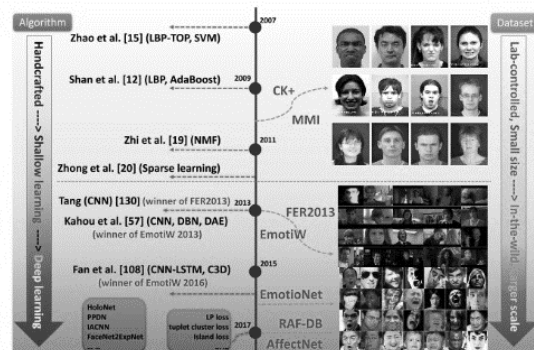 Algorithm
Dataset
2007
Zhao et al. [15] (LBP-TOP, SVM)
Shan et al. [12] (LBP, AdaBoost)
2009
CK+
MMI
Zhi et al. [19] (NMF)
2011
Zhong et al. [20] (Sparse learning)
Tang (CNN) [130] (winner of FER2013)
2013
FER2013
Kahou et al. [57] (CNN, DBN, DAE)
EmotiW
(winner of EmotiW 2013)
2015
Fan et al. [108] (CNN-LSTM, C3D)
(winner of EmotiW 2016)
EmotioNet
HoloNet
PPDN
IACNN
FaceNet2ExpNet
LP loss
tuplet cluster loss
Island loss
2017
RAF-DB
AffectNet
Handcrafted ----> Shallow learning ----> Deep learning
Lab-controlled, Small size ---> In-the-wild, Larger scale